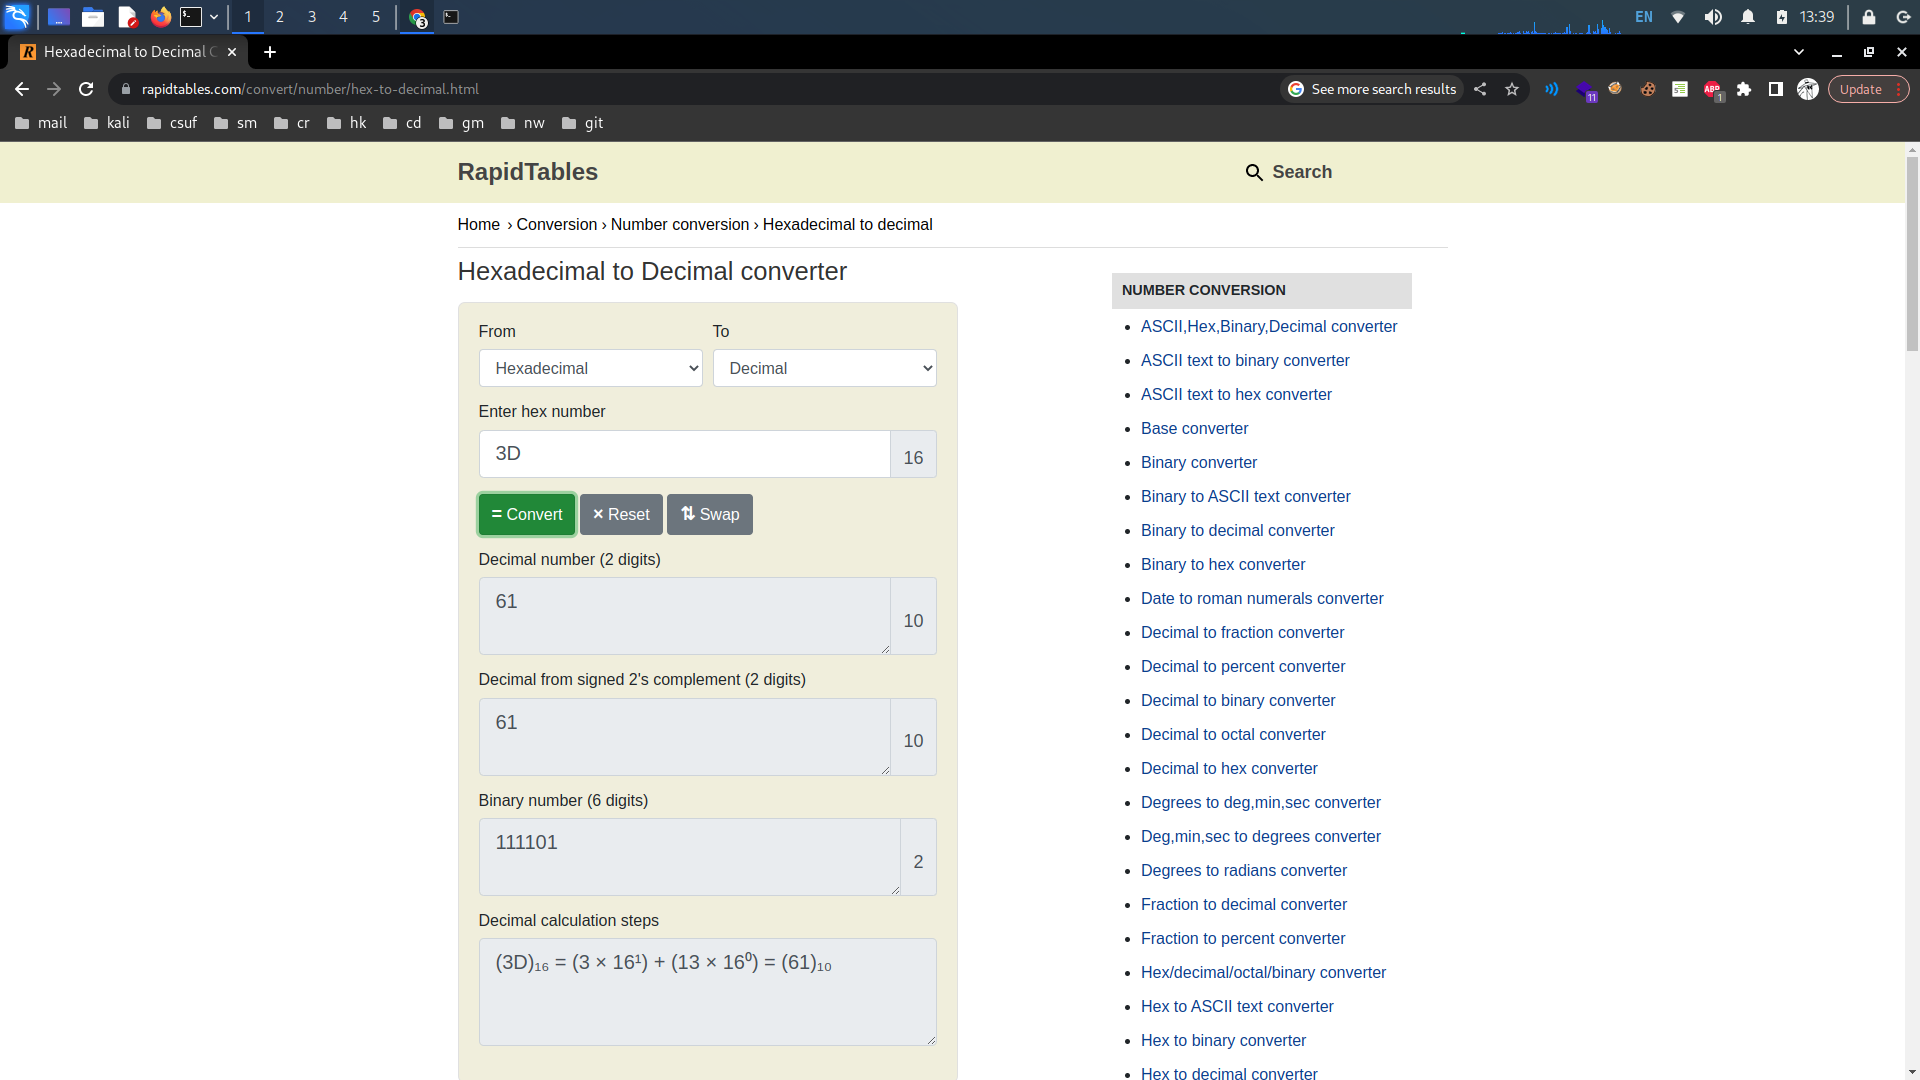 1 2 3 4 5 3 EN 13:39
Hexadecimal to Decimal C
rapidtables.com/convert/number/hex-to-decimal.html See more search results 11 ABP 1 Update
mail kali csuf sm cr hk cd gm nw git
RapidTables Search
Home › Conversion › Number conversion › Hexadecimal to decimal
Hexadecimal to Decimal converter
From To
Hexadecimal Decimal
Enter hex number
3D 16
= Convert × Reset ⇅ Swap
Decimal number (2 digits)
61
10
Decimal from signed 2's complement (2 digits)
61
10
Binary number (6 digits)
111101
2
Decimal calculation steps
(3D)₁₆ = (3 × 16¹) + (13 × 16⁰) = (61)₁₀
NUMBER CONVERSION
ASCII,Hex,Binary,Decimal converter
ASCII text to binary converter
ASCII text to hex converter
Base converter
Binary converter
Binary to ASCII text converter
Binary to decimal converter
Binary to hex converter
Date to roman numerals converter
Decimal to fraction converter
Decimal to percent converter
Decimal to binary converter
Decimal to octal converter
Decimal to hex converter
Degrees to deg,min,sec converter
Deg,min,sec to degrees converter
Degrees to radians converter
Fraction to decimal converter
Fraction to percent converter
Hex/decimal/octal/binary converter
Hex to ASCII text converter
Hex to binary converter
Hex to decimal converter